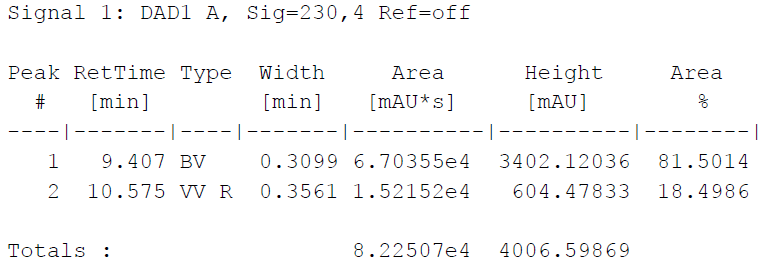 Signal 1: DAD1 A, Sig=230,4 Ref=off
Peak RetTime Type  Width     Area      Height     Area
  #   [min]        [min]   [mAU*s]     [mAU]        %
----|-------|----|-------|----------|----------|--------|
   1   9.407 BV    0.3099 6.70355e4  3402.12036  81.5014
   2  10.575 VV R  0.3561 1.52152e4   604.47833  18.4986
Totals :                  8.22507e4  4006.59869